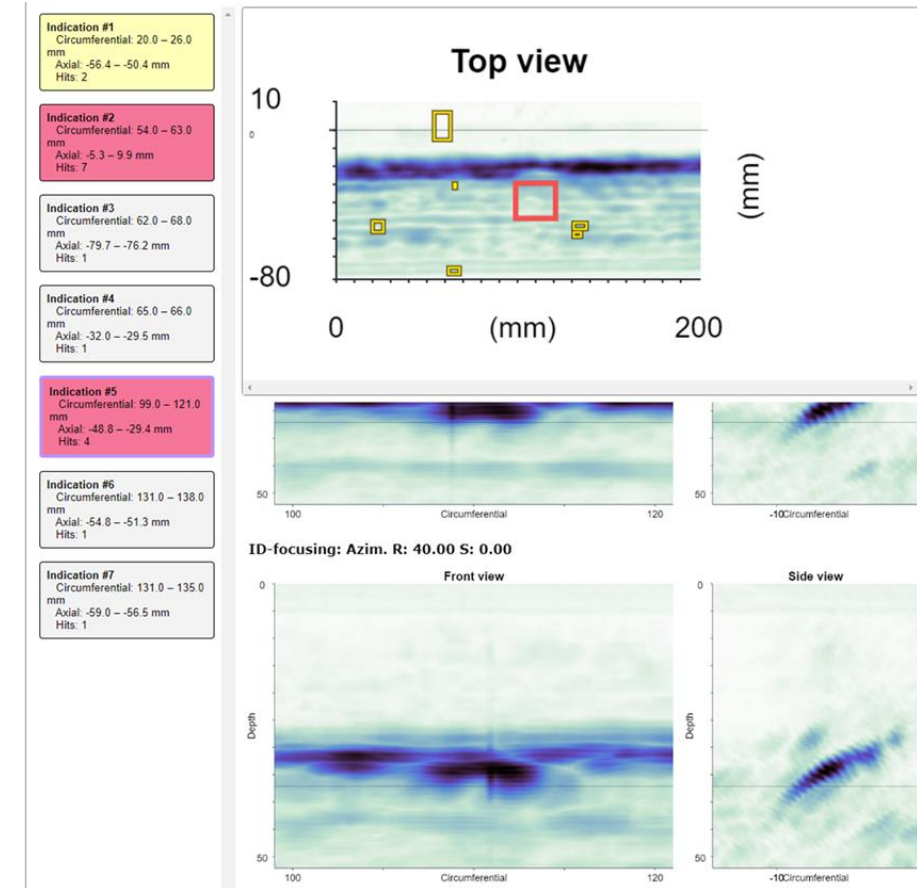 Indication #1
Circumferential: 20.0 – 26.0
mm
Axial: -56.4 – -50.4 mm
Hits: 2
Indication #2
Circumferential: 54.0 – 63.0
mm
Axial: -5.3 – 9.9 mm
Hits: 7
Indication #3
Circumferential: 62.0 – 68.0
mm
Axial: -79.7 – -76.2 mm
Hits: 1
Indication #4
Circumferential: 65.0 – 66.0
mm
Axial: -32.0 – -29.5 mm
Hits: 1
Indication #5
Circumferential: 99.0 – 121.0
mm
Axial: -48.8 – -29.4 mm
Hits: 4
Indication #6
Circumferential: 131.0 – 138.0
mm
Axial: -54.8 – -51.3 mm
Hits: 1
Indication #7
Circumferential: 131.0 – 135.0
mm
Axial: -59.0 – -56.5 mm
Hits: 1
Top view
10
0
-80
(mm)
0 (mm) 200
50
100 Circumferential 120
50
-10Circumferential
ID-focusing: Azim. R: 40.00 S: 0.00
Front view
0
Depth
50
100 Circumferential 120
Side view
0
Depth
50
-10Circumferential